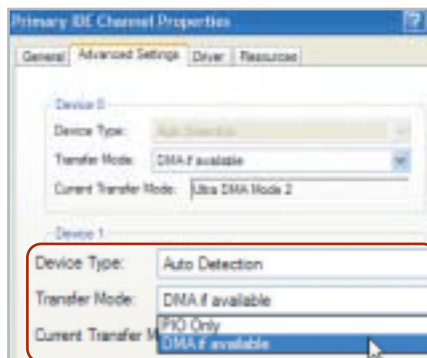 Primary IDE Channel Properties ?
General Advanced Settings Driver Resources
Device 0
Device Type: Auto Detection
Transfer Mode: DMA if available
Current Transfer Mode: Ultra DMA Mode 2
Device 1
Device Type: Auto Detection
Transfer Mode: DMA if available
Current Transfer M PIO Only
DMA if available